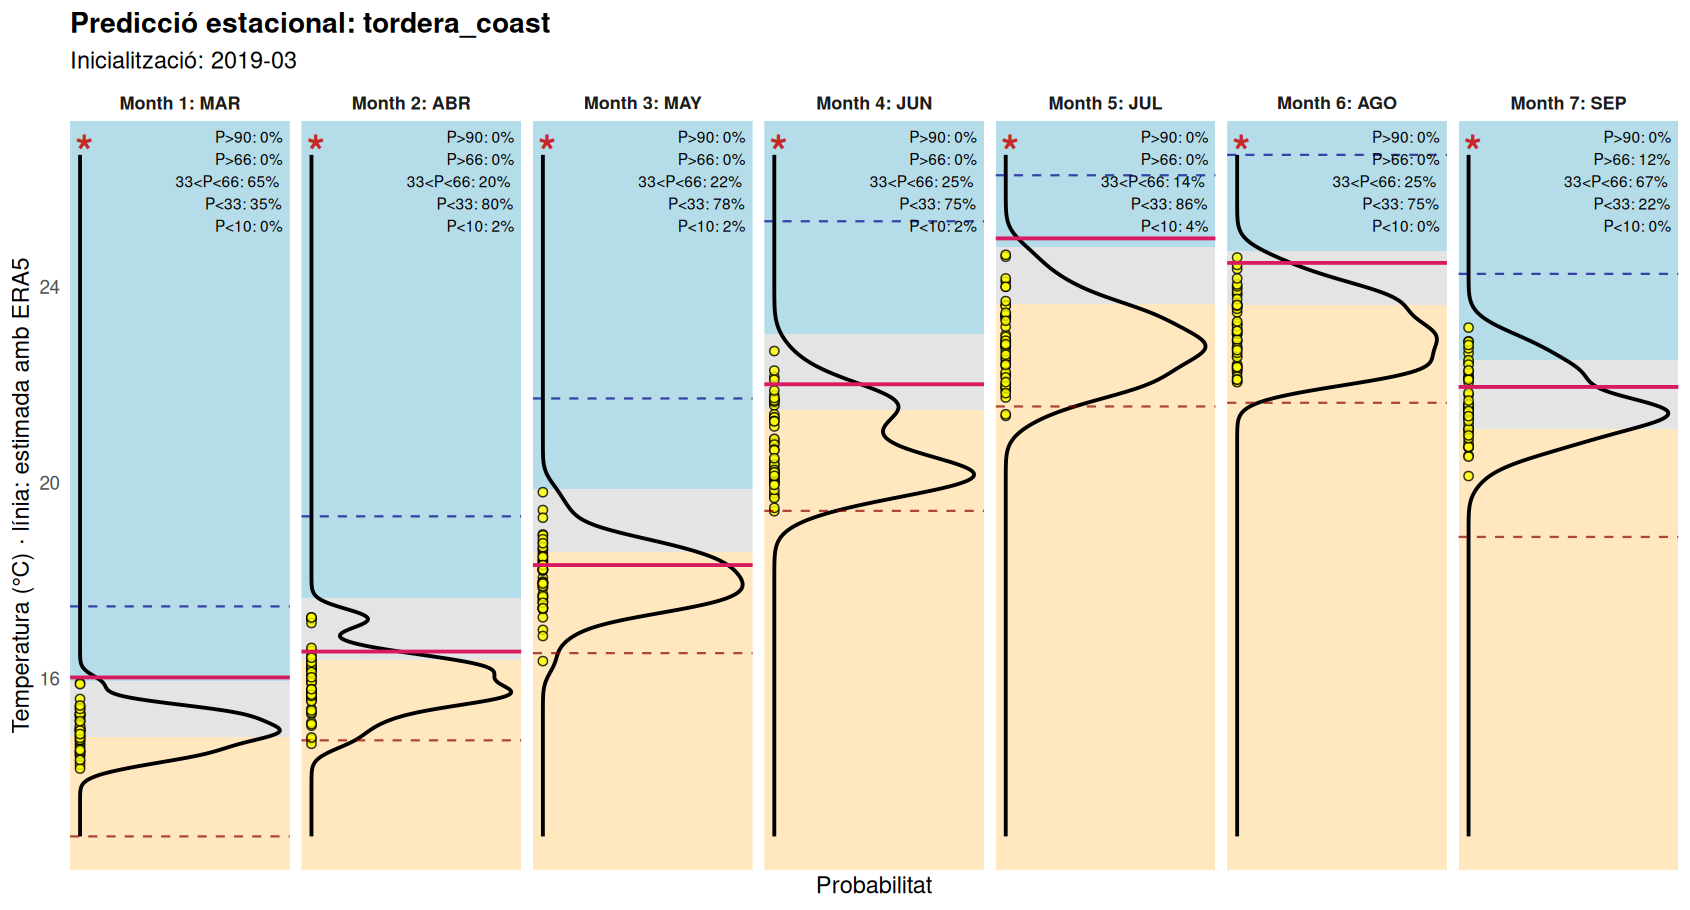 Predicció estacional: tordera_coast
Inicialització: 2019-03
Month 1: MAR
Month 2: ABR
Month 3: MAY
Month 4: JUN
Month 5: JUL
Month 6: AGO
Month 7: SEP
*
P>90: 0%
P>66: 0%
33<P<66: 65%
P<33: 35%
P<10: 0%
*
P>90: 0%
P>66: 0%
33<P<66: 20%
P<33: 80%
P<10: 2%
*
P>90: 0%
P>66: 0%
33<P<66: 22%
P<33: 78%
P<10: 2%
*
P>90: 0%
P>66: 0%
33<P<66: 25%
P<33: 75%
P<10: 2%
*
P>90: 0%
P>66: 0%
33<P<66: 14%
P<33: 86%
P<10: 4%
*
P>90: 0%
P>66: 0%
33<P<66: 25%
P<33: 75%
P<10: 0%
*
P>90: 0%
P>66: 12%
33<P<66: 67%
P<33: 22%
P<10: 0%
24
20
16
Temperatura (°C) · línia: estimada amb ERA5
Probabilitat